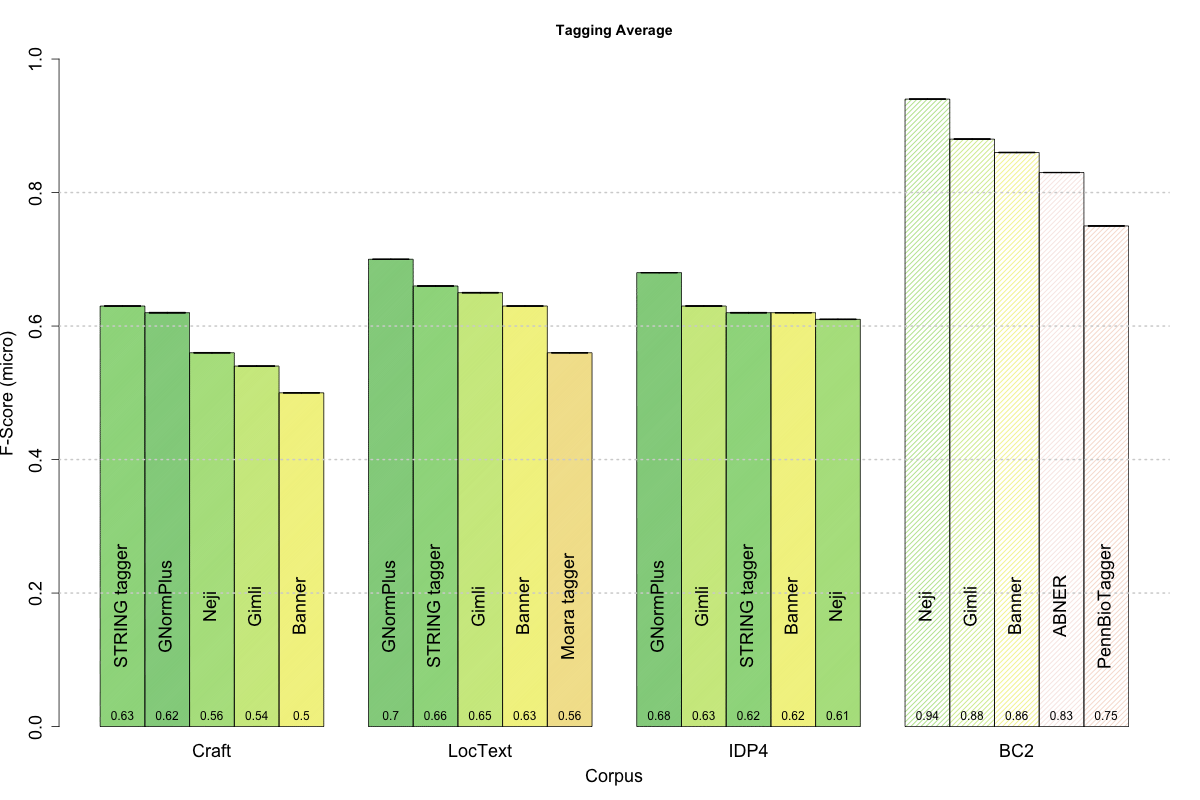 Tagging Average
F-Score (micro)
1.0
0.8
0.6
0.4
0.2
0.0
STRING tagger
GNormPlus
Neji
Gimli
Banner
0.63 0.62 0.56 0.54 0.5
Craft
GNormPlus
STRING tagger
Gimli
Banner
Moara tagger
0.7 0.66 0.65 0.63 0.56
LocText
GNormPlus
Gimli
STRING tagger
Banner
Neji
0.68 0.63 0.62 0.62 0.61
IDP4
Neji
Gimli
Banner
ABNER
PennBioTagger
0.94 0.88 0.86 0.83 0.75
BC2
Corpus